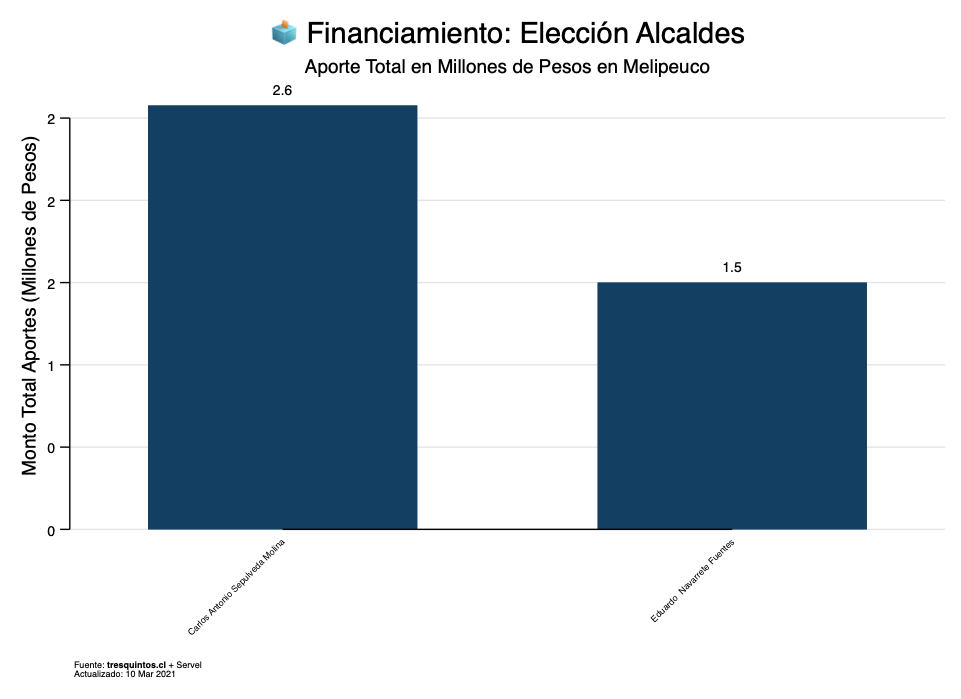 Financiamiento: Elección Alcaldes
Aporte Total en Millones de Pesos en Melipeuco
Monto Total Aportes (Millones de Pesos)
2
2
2
1
0
0
2.6
1.5
Carlos Antonio Sepulveda Molina
Eduardo Navarrete Fuentes
Fuente: tresquintos.cl + Servel
Actualizado: 10 Mar 2021